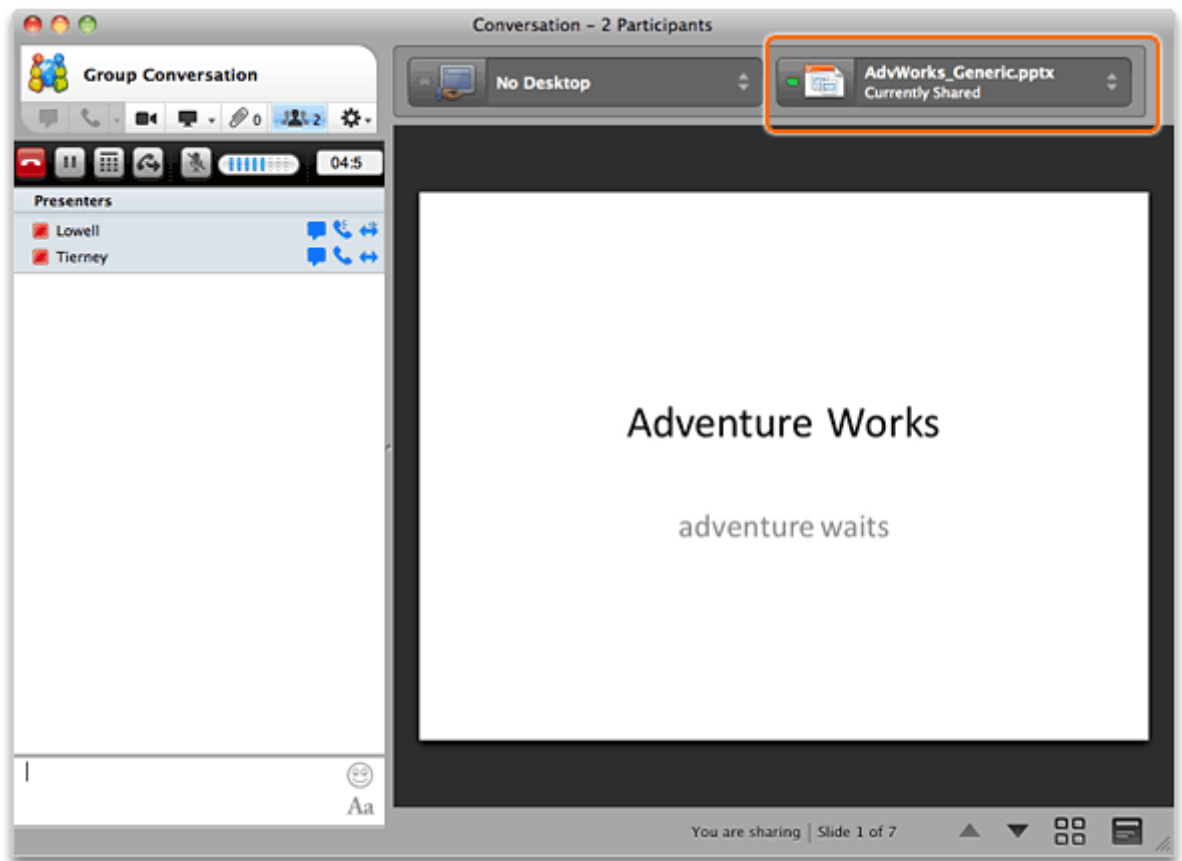 Conversation – 2 Participants
Group Conversation
0
2
04:5
Presenters
Lowell
Tierney
Aa
No Desktop
AdvWorks_Generic.pptx
Currently Shared
Adventure Works
adventure waits
You are sharing | Slide 1 of 7